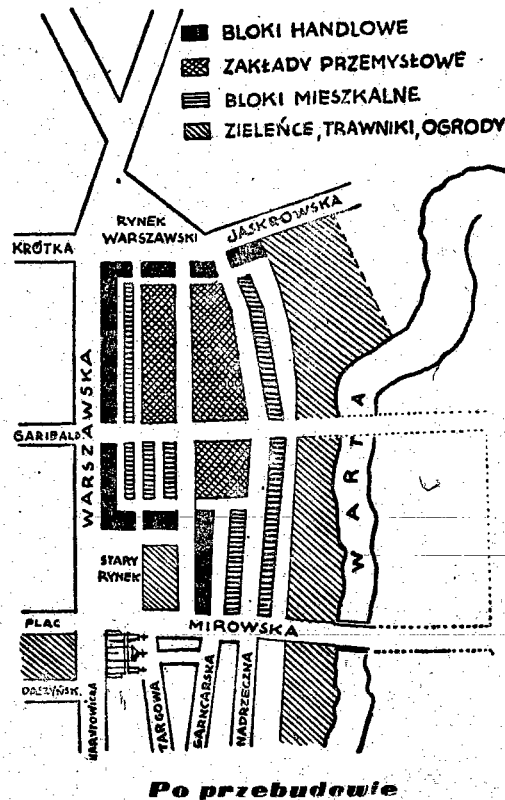 BLOKI HANDLOWE
ZAKŁADY PRZEMYSŁOWE
BLOKI MIESZKALNE
ZIELEŃCE, TRAWNIKI, OGRODY
RYNEK
WARSZAWSKI
JASKROWSKA
KRÓTKA
WARSZAWSKA
GARIBALD
WARTA
STARY
RYNEK
PLAC
MIROWSKA
TARGOWA
GARNCARSKA
NADRZECZNA
Po przebudowie